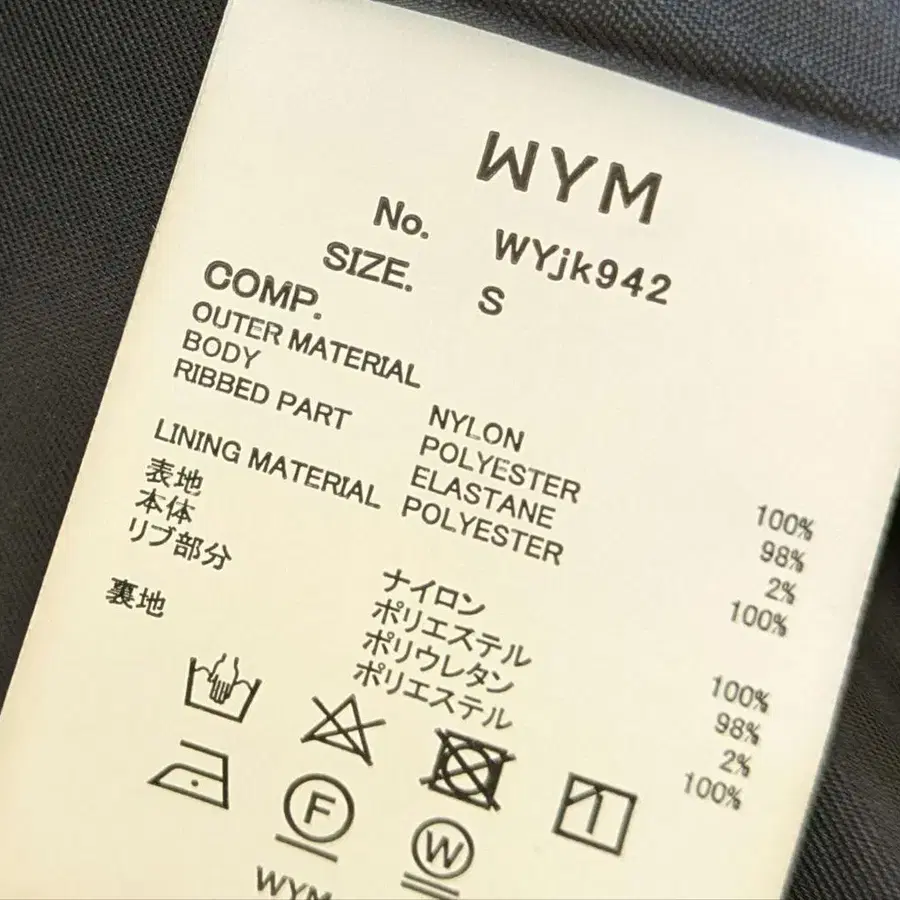 WYM
No. WYjk942
SIZE. S
COMP.
OUTER MATERIAL
BODY NYLON 100%
RIBBED PART POLYESTER 98%
ELASTANE 2%
LINING MATERIAL POLYESTER 100%
表地
本体 ナイロン 100%
リブ部分 ポリエステル 98%
ポリウレタン 2%
裏地 ポリエステル 100%
F
W
WYM